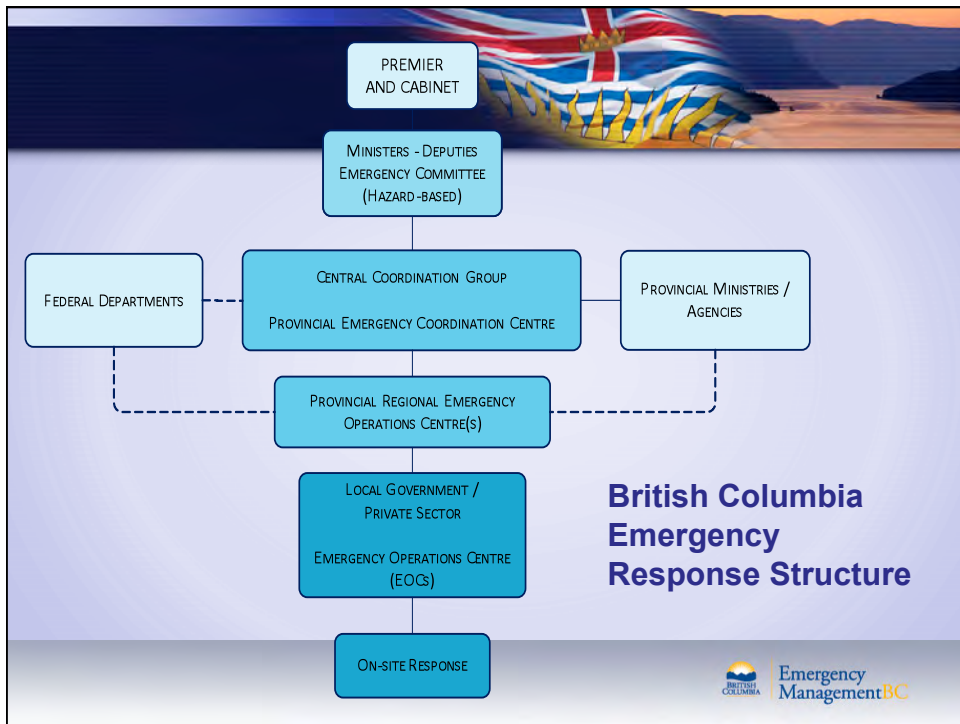 PREMIER
AND CABINET
MINISTERS - DEPUTIES
EMERGENCY COMMITTEE
(HAZARD-BASED)
FEDERAL DEPARTMENTS
CENTRAL COORDINATION GROUP
PROVINCIAL EMERGENCY COORDINATION CENTRE
PROVINCIAL MINISTRIES /
AGENCIES
PROVINCIAL REGIONAL EMERGENCY
OPERATIONS CENTRE(S)
LOCAL GOVERNMENT /
PRIVATE SECTOR
EMERGENCY OPERATIONS CENTRE
(EOCS)
ON-SITE RESPONSE
British Columbia
Emergency
Response Structure
BRITISH
COLUMBIA
Emergency
ManagementBC